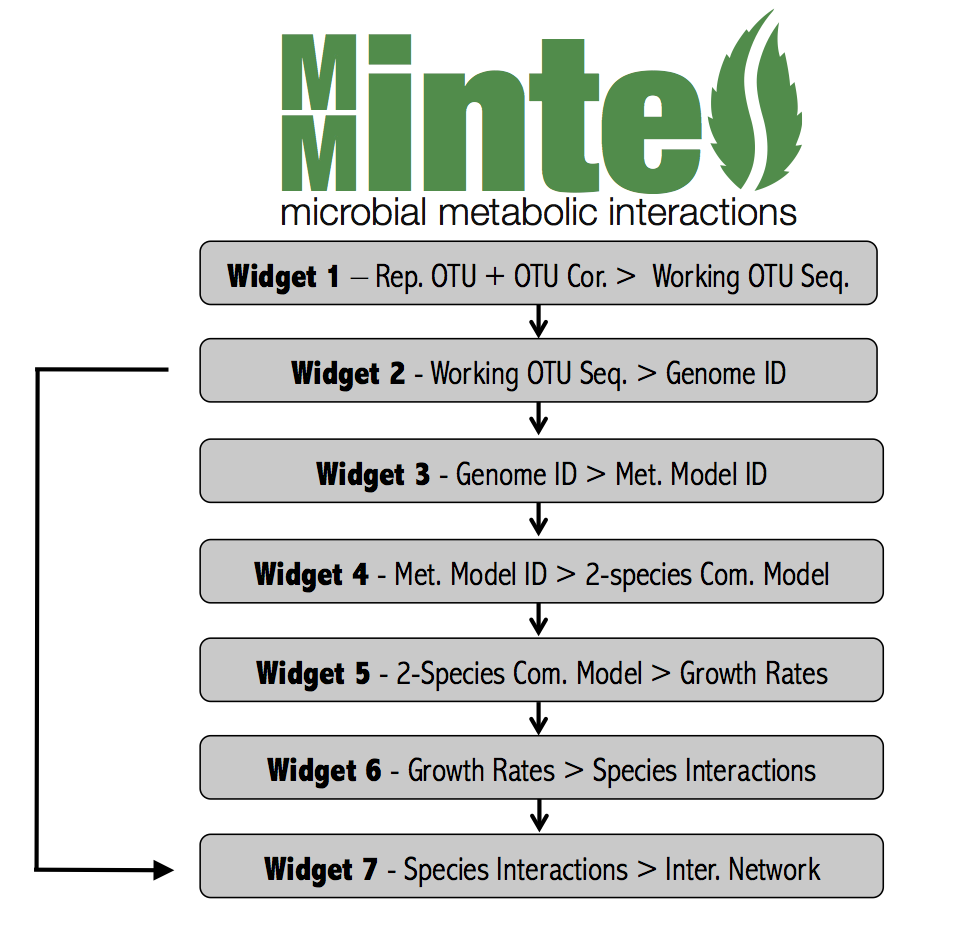 MMinte
microbial metabolic interactions
Widget 1 – Rep. OTU + OTU Cor. > Working OTU Seq.
Widget 2 - Working OTU Seq. > Genome ID
Widget 3 - Genome ID > Met. Model ID
Widget 4 - Met. Model ID > 2-species Com. Model
Widget 5 - 2-Species Com. Model > Growth Rates
Widget 6 - Growth Rates > Species Interactions
Widget 7 - Species Interactions > Inter. Network